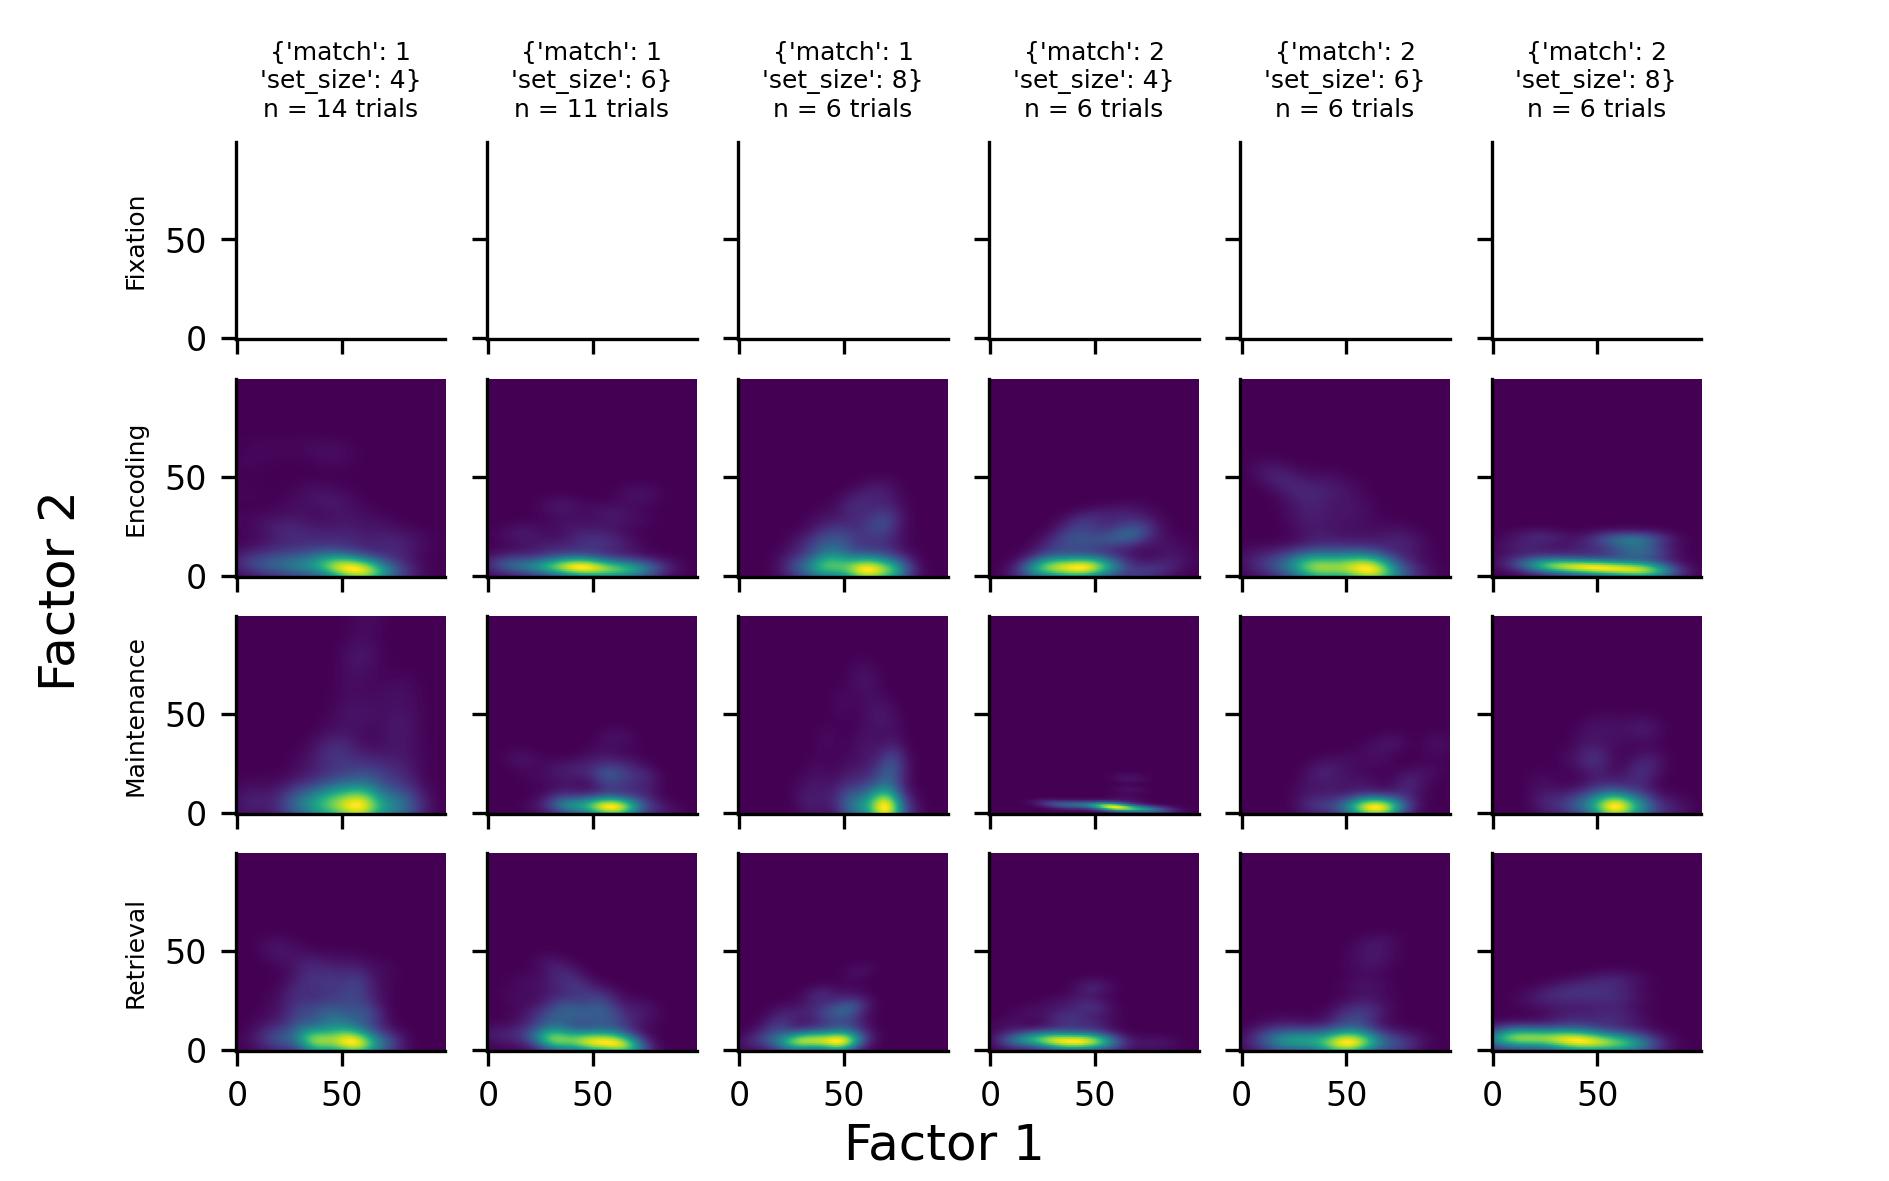 {'match': 1
'set_size': 4}
n = 14 trials
{'match': 1
'set_size': 6}
n = 11 trials
{'match': 1
'set_size': 8}
n = 6 trials
{'match': 2
'set_size': 4}
n = 6 trials
{'match': 2
'set_size': 6}
n = 6 trials
{'match': 2
'set_size': 8}
n = 6 trials
Factor 2
Fixation
50
0
Encoding
50
0
Maintenance
50
0
Retrieval
50
0
0 50 0 50 0 50 0 50 0 50 0 50
Factor 1